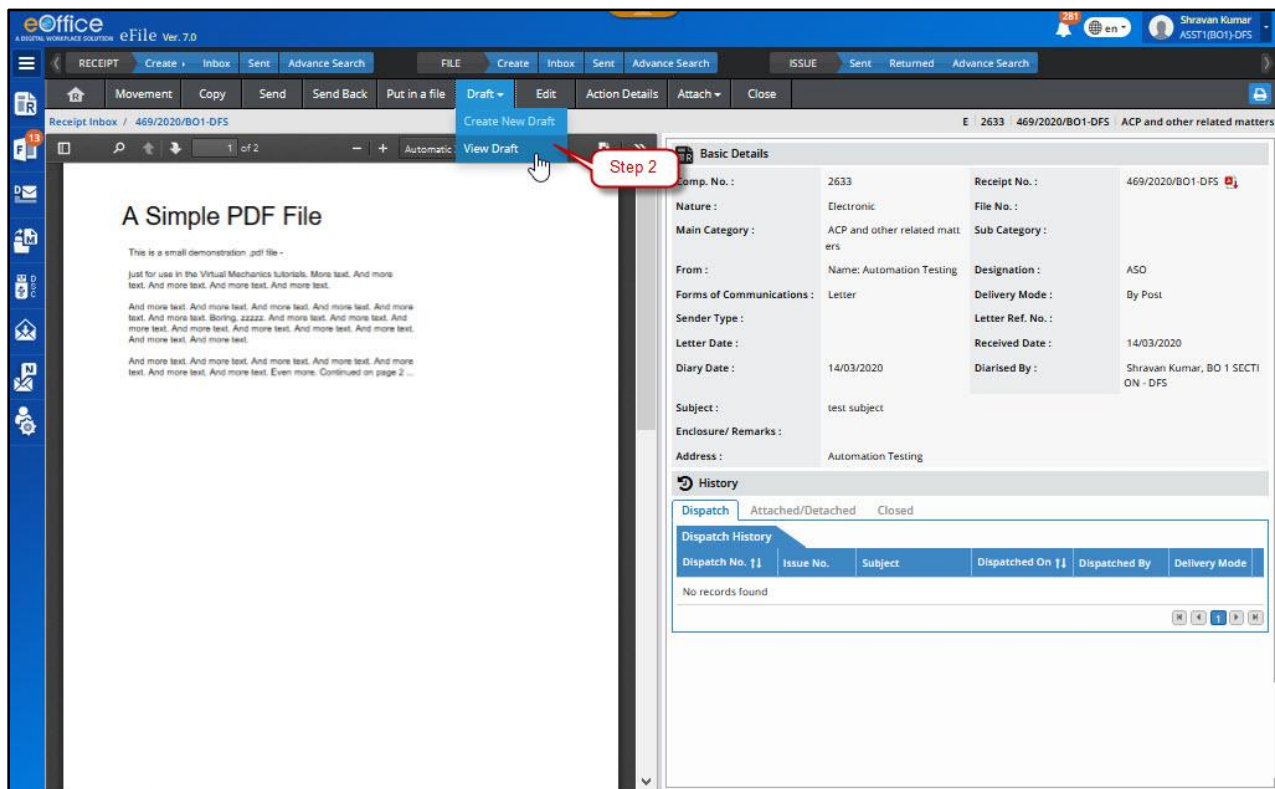 eOffice
A DIGITAL WORKPLACE SOLUTION eFile Ver. 7.0
281
en
Shravan Kumar
ASST1(BO1)-DFS
RECEIPT Create Inbox Sent Advance Search FILE Create Inbox Sent Advance Search ISSUE Sent Returned Advance Search
Movement Copy Send Send Back Put in a file Draft Edit Action Details Attach Close
Receipt Inbox / 469/2020/BO1-DFS
Create New Draft
View Draft
E 2633 469/2020/BO1-DFS ACP and other related matters
13
1 of 2 Automatic
Step 2
DSC
A Simple PDF File
This is a small demonstration .pdf file -
just for use in the Virtual Mechanics tutorials. More text. And more
text. And more text. And more text. And more text.
And more text. And more text. And more text. And more text. And more
text. And more text. Boring, zzzzz. And more text. And more text. And
more text. And more text. And more text. And more text. And more text.
And more text. And more text.
And more text. And more text. And more text. And more text. And more
text. And more text. And more text. Even more. Continued on page 2 ...
Basic Details
Comp. No. : 2633 Receipt No. : 469/2020/BO1-DFS
Nature : Electronic File No. :
Main Category : ACP and other related matt Sub Category :
ers
From : Name: Automation Testing Designation : ASO
Forms of Communications : Letter Delivery Mode : By Post
Sender Type : Letter Ref. No. :
Letter Date : Received Date : 14/03/2020
Diary Date : 14/03/2020 Diarised By : Shravan Kumar, BO 1 SECTI
ON - DFS
Subject : test subject
Enclosure/ Remarks :
Address : Automation Testing
History
Dispatch Attached/Detached Closed
Dispatch History
Dispatch No. Issue No. Subject Dispatched On Dispatched By Delivery Mode
No records found
1